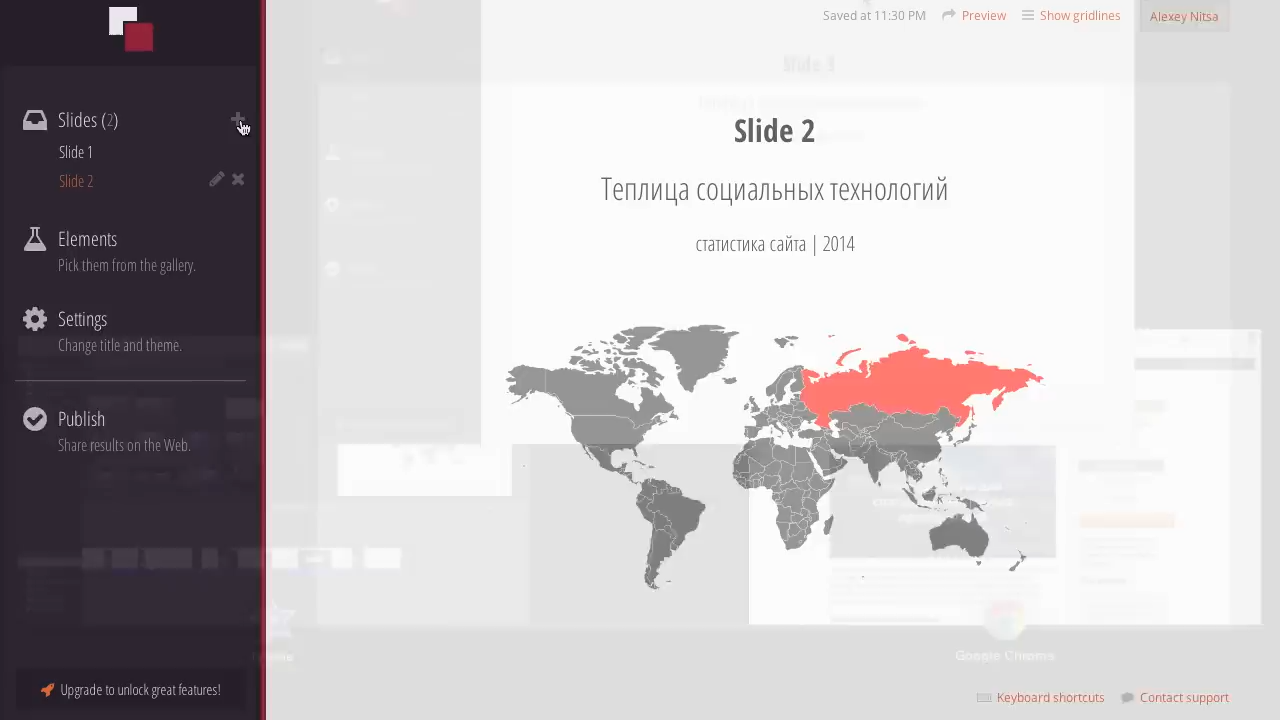 Saved at 11:30 PM
Preview
Show gridlines
Alexey Nitsa
Slides (2)
Slide 1
Slide 2
Elements
Pick them from the gallery.
Settings
Change title and theme.
Publish
Share results on the Web.
Upgrade to unlock great features!
Slide 2
Теплица социальных технологий
статистика сайта | 2014
Google Chrome
Keyboard shortcuts
Contact support